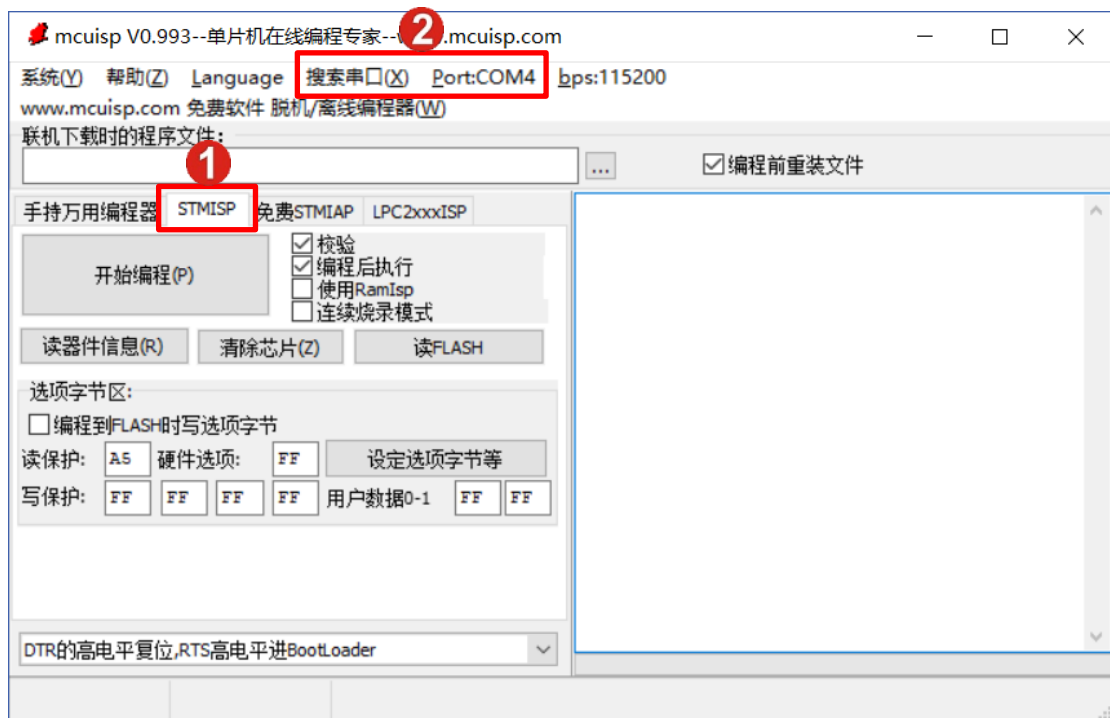 mcuisp V0.993--单片机在线编程专家--
2
.mcuisp.com
系统(Y) 帮助(Z) Language 搜索串口(X) Port:COM4 bps:115200
www.mcuisp.com 免费软件 脱机/离线编程器(W)
联机下载时的程序文件:
1
... 编程前重装文件
手持万用编程器 STMISP 免费STMIAP LPC2xxxISP
开始编程(P)
校验
编程后执行
使用RamIsp
连续烧录模式
读器件信息(R) 清除芯片(Z) 读FLASH
选项字节区:
编程到FLASH时写选项字节
读保护: A5 硬件选项: FF 设定选项字节等
写保护: FF FF FF FF 用户数据0-1 FF FF
DTR的高电平复位,RTS高电平进BootLoader